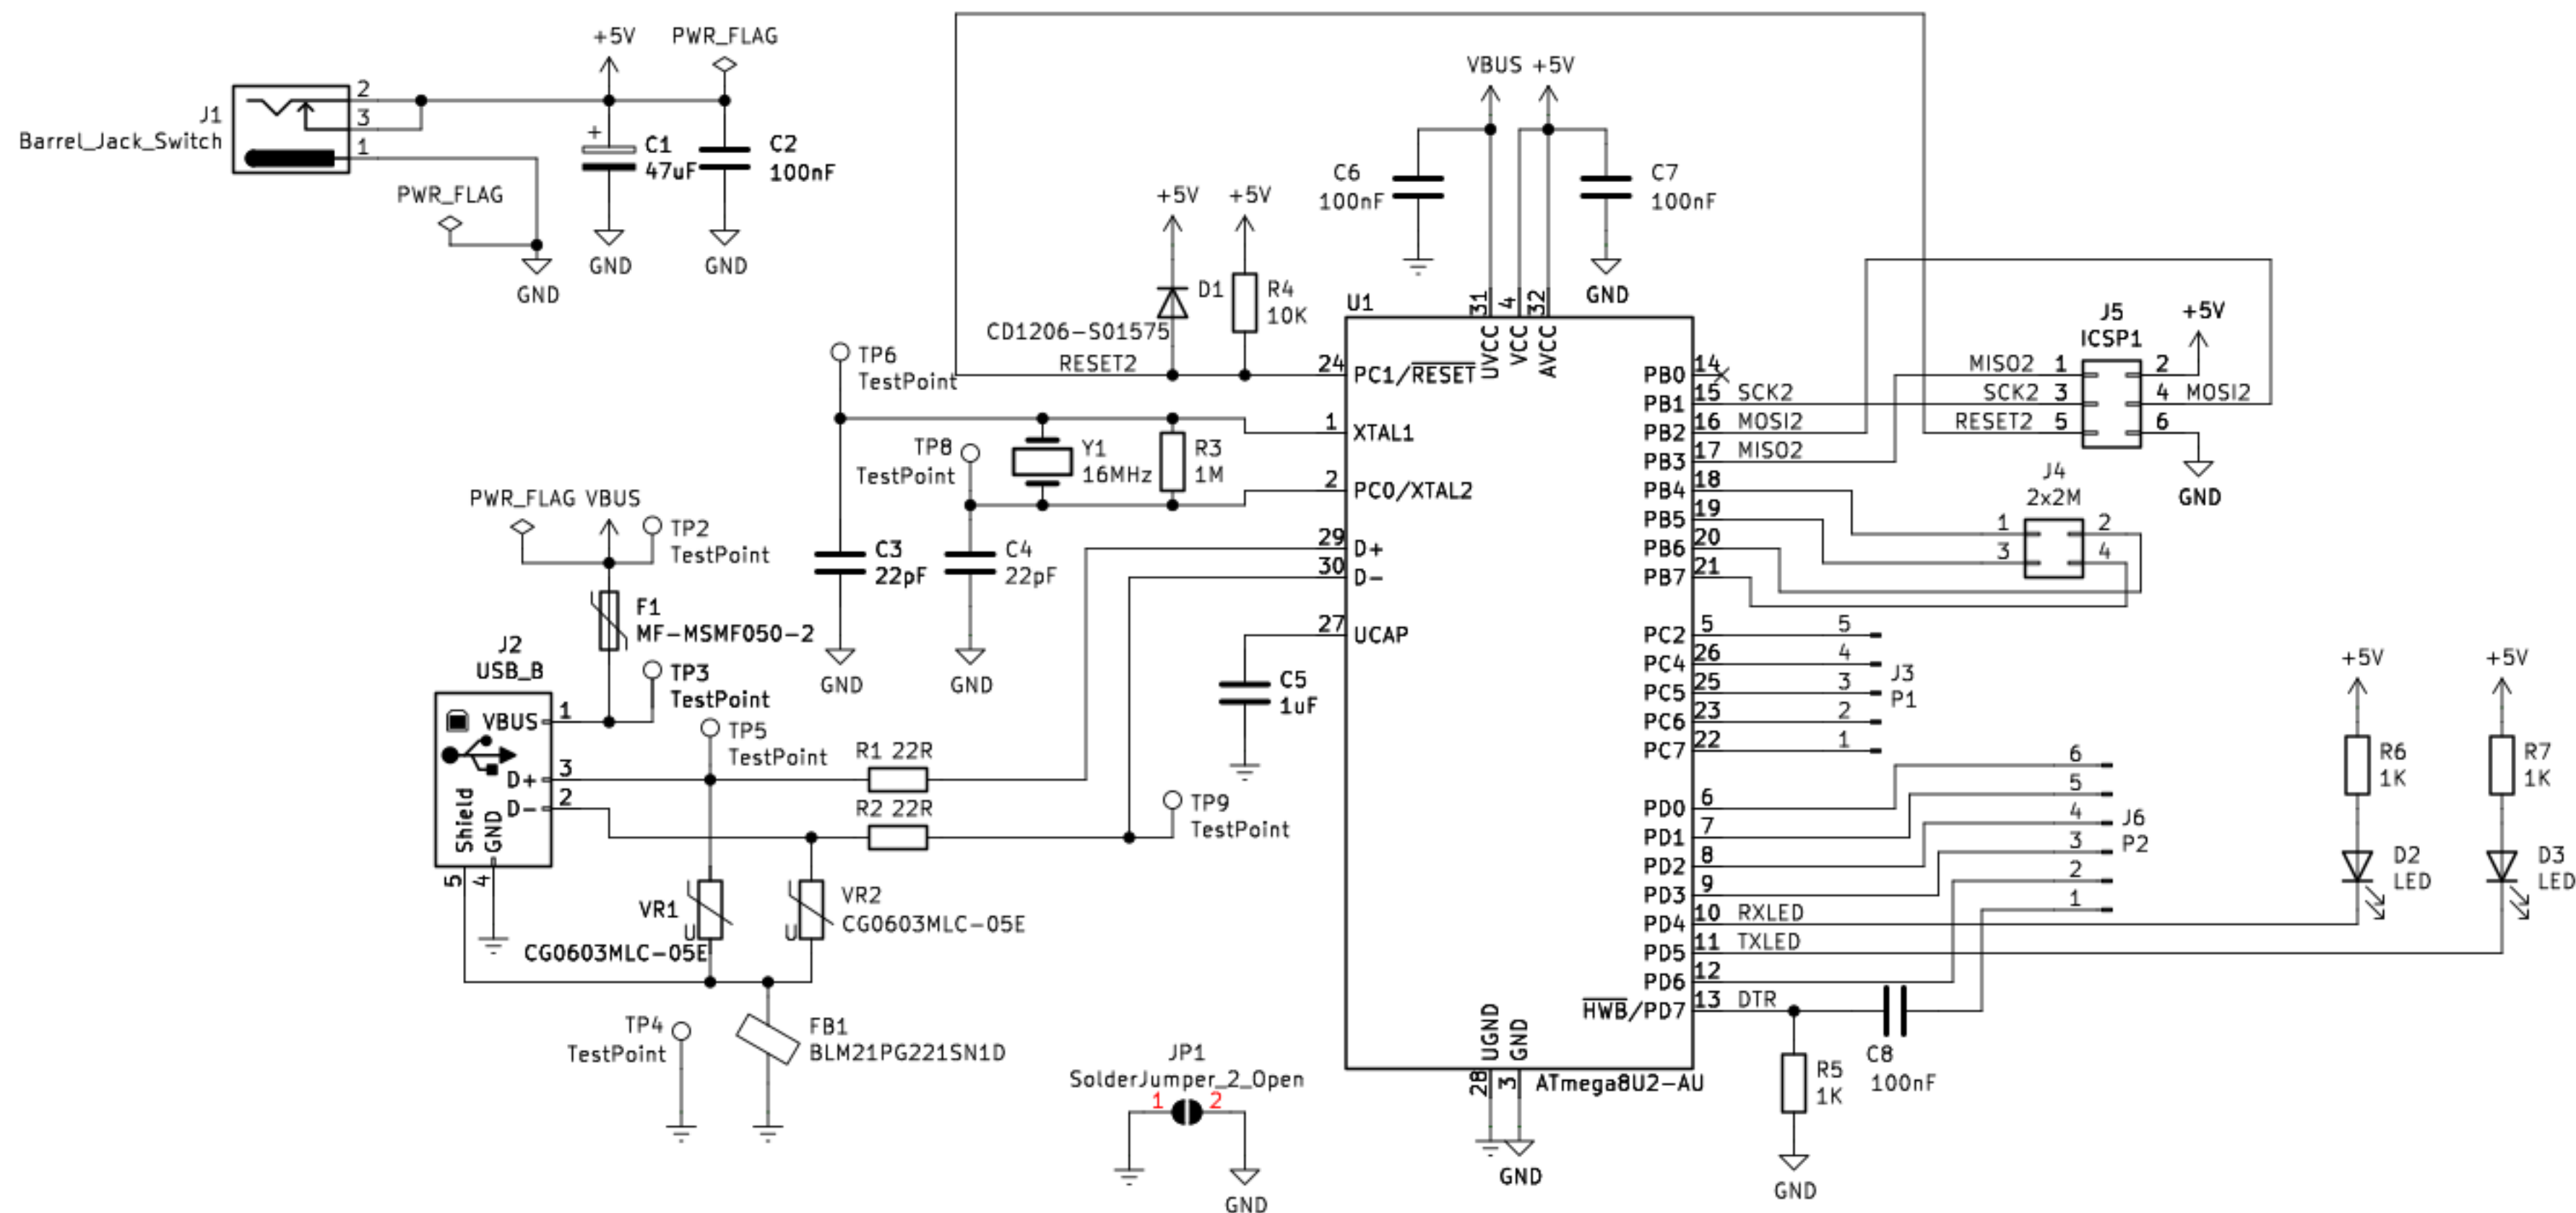 +5V
PWR_FLAG
J1
Barrel_Jack_Switch
2
3
1
+
C1
47uF
C2
100nF
PWR_FLAG
GND
GND
GND
VBUS +5V
C6
100nF
C7
100nF
GND
+5V
+5V
D1
CD1206-S01575
R4
10K
RESET2
TP6
TestPoint
TP8
TestPoint
Y1
16MHz
R3
1M
C3
22pF
C4
22pF
GND
GND
PWR_FLAG VBUS
TP2
TestPoint
F1
MF-MSMF050-2
J2
USB_B
TP3
TestPoint
VBUS 1
D+ 3
D- 2
Shield
GND
5
4
TP5
TestPoint
R1 22R
R2 22R
TP9
TestPoint
VR1
U
CG0603MLC-05E
VR2
U
CG0603MLC-05E
TP4
TestPoint
FB1
BLM21PG221SN1D
JP1
SolderJumper_2_Open
1
2
GND
C5
1uF
U1
31
4
32
UVCC
VCC
AVCC
24 PC1/RESET
1 XTAL1
2 PC0/XTAL2
29 D+
30 D-
27 UCAP
PB0 14
PB1 15 SCK2
PB2 16 MOSI2
PB3 17 MISO2
PB4 18
PB5 19
PB6 20
PB7 21
PC2 5
PC4 26
PC5 25
PC6 23
PC7 22
PD0 6
PD1 7
PD2 8
PD3 9
PD4 10 RXLED
PD5 11 TXLED
PD6 12
HWB/PD7 13 DTR
UGND
GND
28
3
ATmega8U2-AU
GND
J5
ICSP1
+5V
MISO2 1
SCK2 3
RESET2 5
2
4 MOSI2
6
GND
J4
2x2M
1
3
2
4
5
4
3
2
1
J3
P1
6
5
4
3
2
1
J6
P2
C8
100nF
R5
1K
GND
+5V
R6
1K
D2
LED
+5V
R7
1K
D3
LED